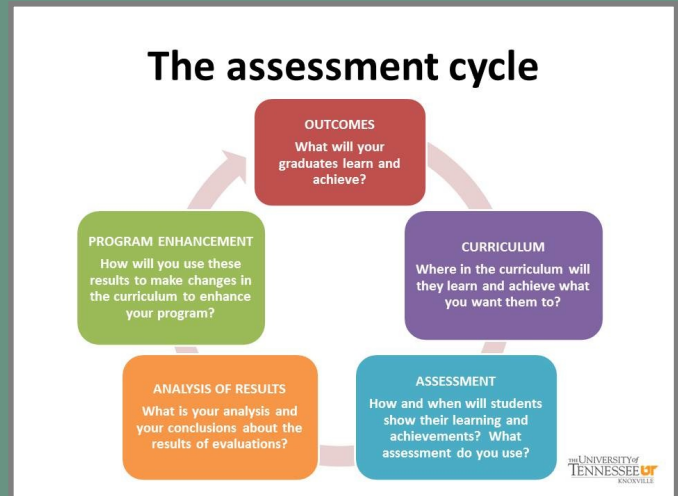 The assessment cycle
OUTCOMES
What will your
graduates learn and
achieve?
CURRICULUM
Where in the curriculum will
they learn and achieve what
you want them to?
ASSESSMENT
How and when will students
show their learning and
achievements? What
assessment do you use?
ANALYSIS OF RESULTS
What is your analysis and
your conclusions about the
results of evaluations?
PROGRAM ENHANCEMENT
How will you use these
results to make changes in
the curriculum to enhance
your program?
THE UNIVERSITY of
TENNESSEE UT
KNOXVILLE